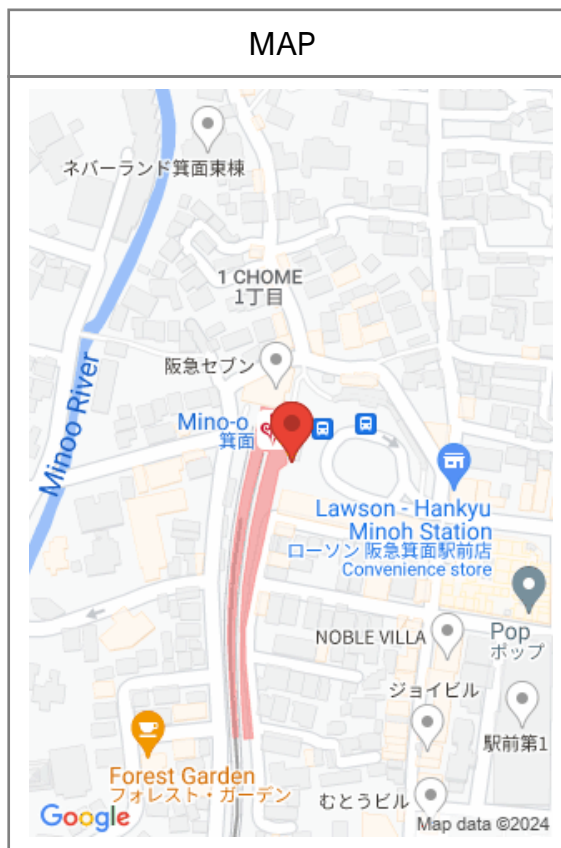 MAP
ネバーランド箕面東棟
1 CHOME
1丁目
阪急セブン
Mino-o
箕面
Minoo River
Lawson - Hankyu
Minoh Station
ローソン 阪急箕面駅前店
Convenience store
Pop
ポップ
NOBLE VILLA
ジョイビル
駅前第1
Forest Garden
フォレスト・ガーデン
むとうビル
Google
Map data ©2024